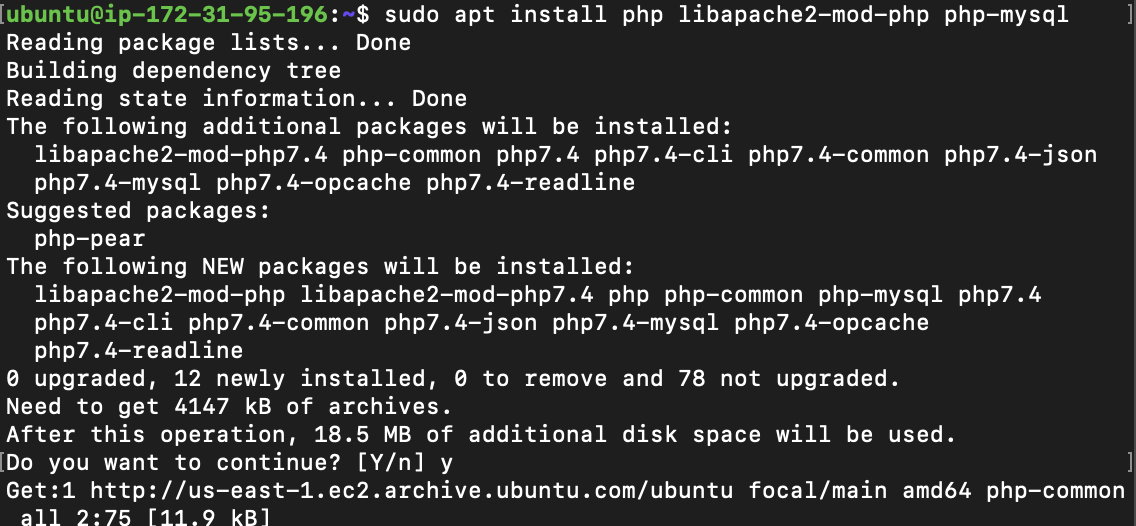 [ubuntu@ip-172-31-95-196:~$ sudo apt install php libapache2-mod-php php-mysql ]
Reading package lists... Done
Building dependency tree
Reading state information... Done
The following additional packages will be installed:
  libapache2-mod-php7.4 php-common php7.4 php7.4-cli php7.4-common php7.4-json
  php7.4-mysql php7.4-opcache php7.4-readline
Suggested packages:
  php-pear
The following NEW packages will be installed:
  libapache2-mod-php libapache2-mod-php7.4 php php-common php-mysql php7.4
  php7.4-cli php7.4-common php7.4-json php7.4-mysql php7.4-opcache
  php7.4-readline
0 upgraded, 12 newly installed, 0 to remove and 78 not upgraded.
Need to get 4147 kB of archives.
After this operation, 18.5 MB of additional disk space will be used.
[Do you want to continue? [Y/n] y ]
Get:1 http://us-east-1.ec2.archive.ubuntu.com/ubuntu focal/main amd64 php-common
 all 2:75 [11.9 kB]